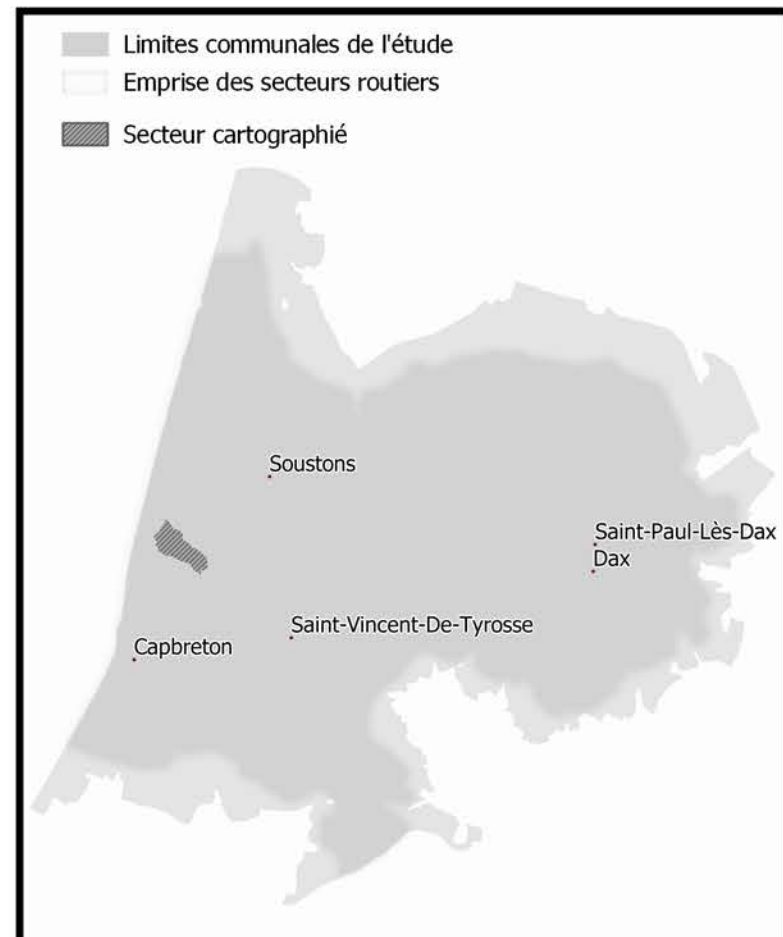 Limites communales de l'étude
Emprise des secteurs routiers
Secteur cartographié
Soustons
Saint-Paul-Lès-Dax
Dax
Saint-Vincent-De-Tyrosse
Capbreton